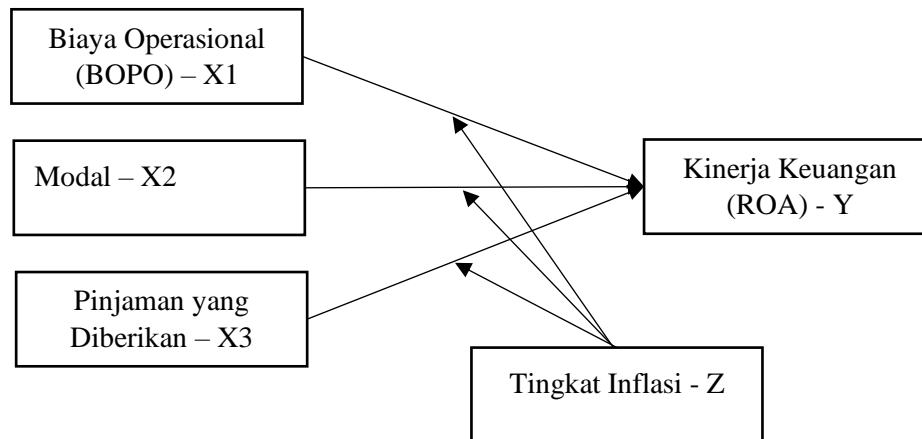 Biaya Operasional
(BOPO) – X1
Modal – X2
Kinerja Keuangan
(ROA) - Y
Pinjaman yang
Diberikan – X3
Tingkat Inflasi - Z